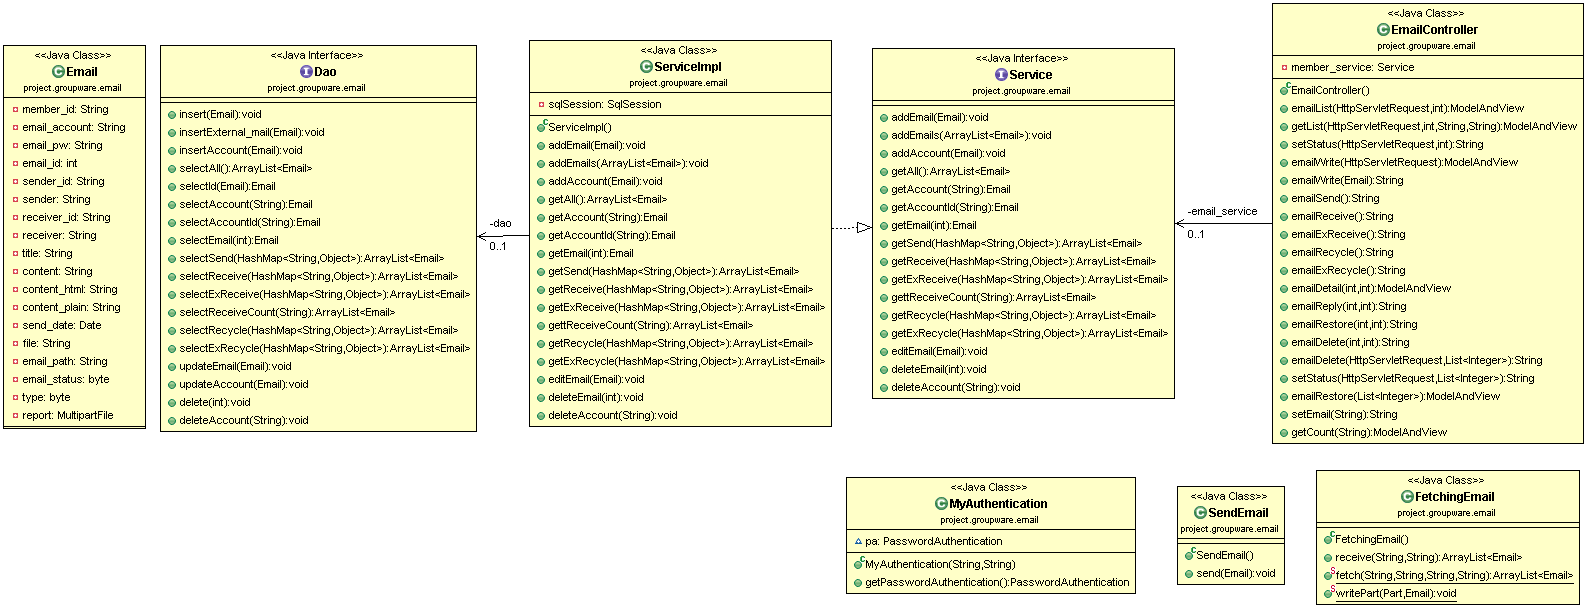 <<Java Class>>
Email
project.groupware.email
member_id: String
email_account: String
email_pw: String
email_id: int
sender_id: String
sender: String
receiver_id: String
receiver: String
title: String
content: String
content_html: String
content_plain: String
send_date: Date
file: String
email_path: String
email_status: byte
type: byte
report: MultipartFile
<<Java Interface>>
Dao
project.groupware.email
insert(Email):void
insertExternal_mail(Email):void
insertAccount(Email):void
selectAll():ArrayList<Email>
selectId(Email):Email
selectAccount(String):Email
selectAccountId(String):Email
selectEmail(int):Email
selectSend(HashMap<String,Object>):ArrayList<Email>
selectReceive(HashMap<String,Object>):ArrayList<Email>
selectExReceive(HashMap<String,Object>):ArrayList<Email>
selectReceiveCount(String):ArrayList<Email>
selectRecycle(HashMap<String,Object>):ArrayList<Email>
selectExRecycle(HashMap<String,Object>):ArrayList<Email>
updateEmail(Email):void
updateAccount(Email):void
delete(int):void
deleteAccount(String):void
-dao
0..1
<<Java Class>>
ServiceImpl
project.groupware.email
sqlSession: SqlSession
ServiceImpl()
addEmail(Email):void
addEmails(ArrayList<Email>):void
addAccount(Email):void
getAll():ArrayList<Email>
getAccount(String):Email
getAccountId(String):Email
getEmail(int):Email
getSend(HashMap<String,Object>):ArrayList<Email>
getReceive(HashMap<String,Object>):ArrayList<Email>
getExReceive(HashMap<String,Object>):ArrayList<Email>
gettReceiveCount(String):ArrayList<Email>
getRecycle(HashMap<String,Object>):ArrayList<Email>
getExRecycle(HashMap<String,Object>):ArrayList<Email>
editEmail(Email):void
deleteEmail(int):void
deleteAccount(String):void
<<Java Interface>>
Service
project.groupware.email
addEmail(Email):void
addEmails(ArrayList<Email>):void
addAccount(Email):void
getAll():ArrayList<Email>
getAccount(String):Email
getAccountId(String):Email
getEmail(int):Email
getSend(HashMap<String,Object>):ArrayList<Email>
getReceive(HashMap<String,Object>):ArrayList<Email>
getExReceive(HashMap<String,Object>):ArrayList<Email>
gettReceiveCount(String):ArrayList<Email>
getRecycle(HashMap<String,Object>):ArrayList<Email>
getExRecycle(HashMap<String,Object>):ArrayList<Email>
editEmail(Email):void
deleteEmail(int):void
deleteAccount(String):void
-email_service
0..1
<<Java Class>>
EmailController
project.groupware.email
member_service: Service
EmailController()
emailList(HttpServletRequest,int):ModelAndView
getList(HttpServletRequest,int,String,String):ModelAndView
setStatus(HttpServletRequest,int):String
emailWrite(HttpServletRequest):ModelAndView
emailWrite(Email):String
emailSend():String
emailReceive():String
emailExReceive():String
emailRecycle():String
emailExRecycle():String
emailDetail(int,int):ModelAndView
emailReply(int,int):String
emailRestore(int,int):String
emailDelete(int,int):String
emailDelete(HttpServletRequest,List<Integer>):String
setStatus(HttpServletRequest,List<Integer>):String
emailRestore(List<Integer>):ModelAndView
setEmail(String):String
getCount(String):ModelAndView
<<Java Class>>
MyAuthentication
project.groupware.email
pa: PasswordAuthentication
MyAuthentication(String,String)
getPasswordAuthentication():PasswordAuthentication
<<Java Class>>
SendEmail
project.groupware.email
SendEmail()
send(Email):void
<<Java Class>>
FetchingEmail
project.groupware.email
FetchingEmail()
receive(String,String):ArrayList<Email>
fetch(String,String,String,String):ArrayList<Email>
writePart(Part,Email):void